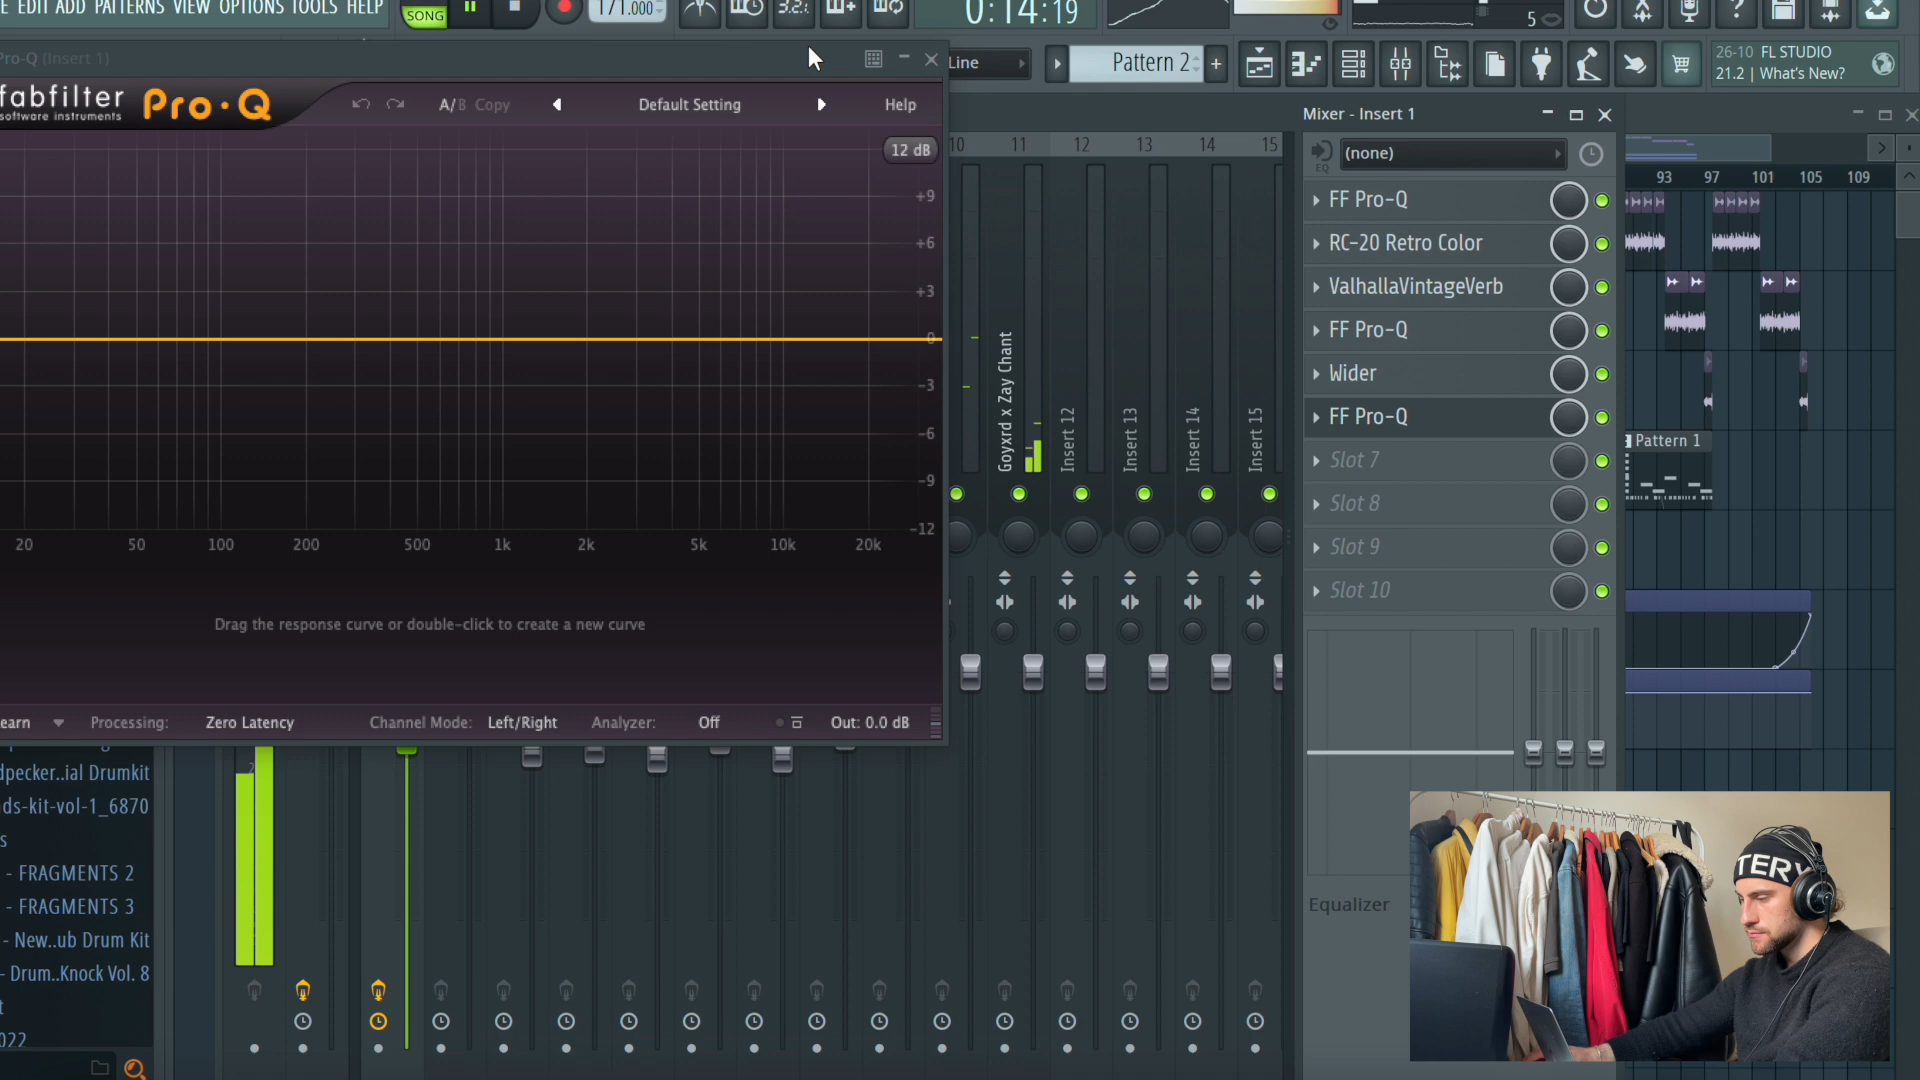 E EDIT ADD PATTERNS VIEW OPTIONS TOOLS HELP
SONG
171.000
3.2.
0:14:19
5
Pro-Q (Insert 1)
Line
Pattern 2
+
26-10 FL STUDIO
21.2 | What's New?
fabfilter
software instruments
Pro·Q
A/B Copy
Default Setting
Help
12 dB
+9
+6
+3
0
-3
-6
-9
-12
20 50 100 200 500 1k 2k 5k 10k 20k
Drag the response curve or double-click to create a new curve
earn
Processing:
Zero Latency
Channel Mode:
Left/Right
Analyzer:
Off
Out: 0.0 dB
10 11 12 13 14 15
Goyxrd x Zay Chant
Insert 12
Insert 13
Insert 14
Insert 15
Mixer - Insert 1
EQ
(none)
FF Pro-Q
RC-20 Retro Color
ValhallaVintageVerb
FF Pro-Q
Wider
FF Pro-Q
Slot 7
Slot 8
Slot 9
Slot 10
Equalizer
93 97 101 105 109
Pattern 1
dpecker..ial Drumkit
ds-kit-vol-1_6870
s
- FRAGMENTS 2
- FRAGMENTS 3
- New..ub Drum Kit
- Drum..Knock Vol. 8
t
022
2
TERY